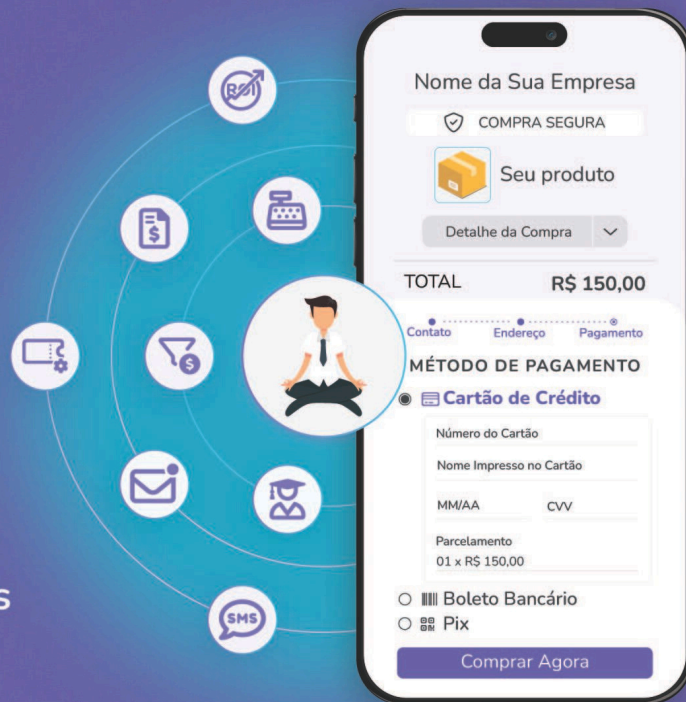 ROI
Nome da Sua Empresa
COMPRA SEGURA
Seu produto
Detalhe da Compra
TOTAL R$ 150,00
Contato Endereço Pagamento
MÉTODO DE PAGAMENTO
Cartão de Crédito
Número do Cartão
Nome Impresso no Cartão
MM/AA CVV
Parcelamento
01 x R$ 150,00
Boleto Bancário
Pix
Comprar Agora
$
$
SMS
s